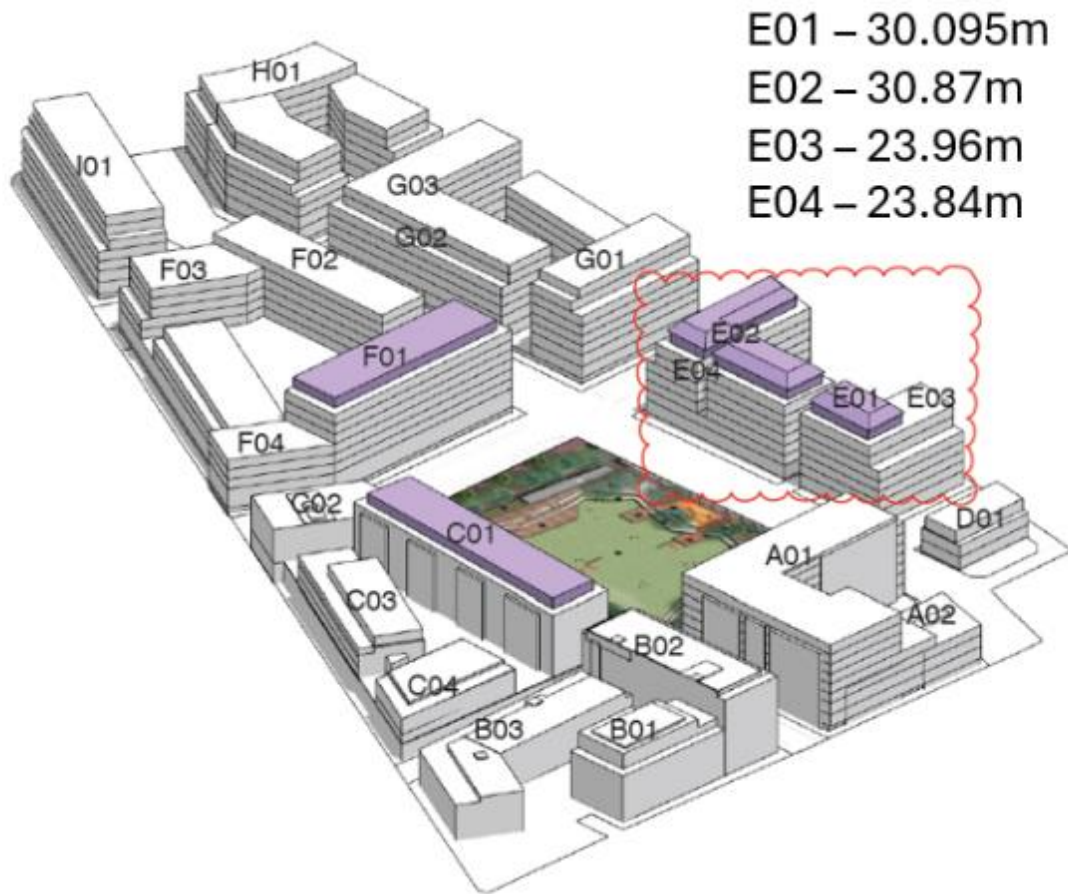 E01 – 30.095m
E02 – 30.87m
E03 – 23.96m
E04 – 23.84m
H01
I01
G03
G02
G01
F03
F02
F01
E02
E04
E01
E03
F04
G02
C01
D01
A01
C03
A02
B02
C04
B03
B01